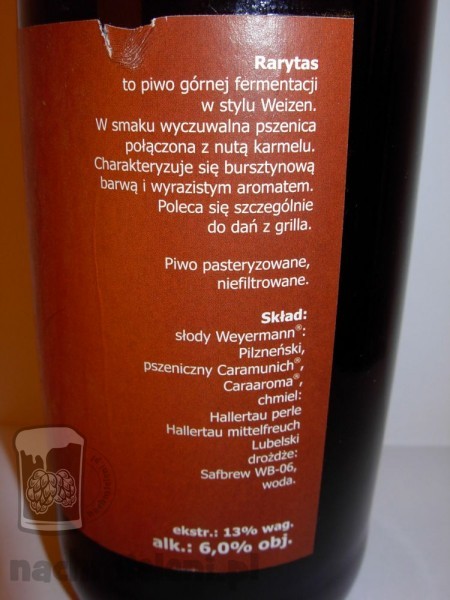 Rarytas
to piwo górnej fermentacji
w stylu Weizen.
W smaku wyczuwalna pszenica
połączona z nutą karmelu.
Charakteryzuje się bursztynową
barwą i wyrazistym aromatem.
Poleca się szczególnie
do dań z grilla.
Piwo pasteryzowane,
niefiltrowane.
Skład:
słody Weyermann®:
Pilzneński,
pszeniczny Caramunich®,
Caraaroma®,
chmiel:
Hallertau perle
Hallertau mittelfreuch
Lubelski
drożdże:
Safbrew WB-06,
woda.
ekstr.: 13% wag.
alk.: 6,0% obj.